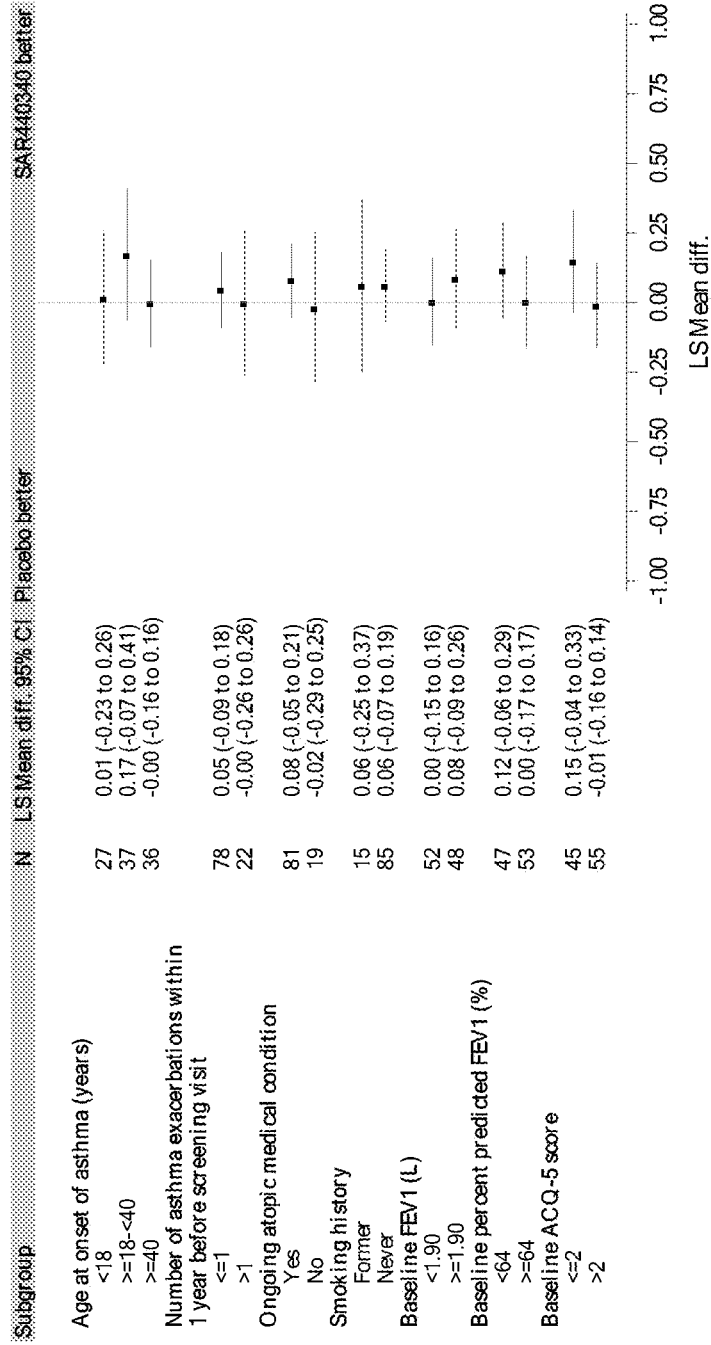 Subgroup N LS Mean diff. 95% CI Placebo better SAR440340 better
Age at onset of asthma (years)
<18 27 0.01 (-0.23 to 0.26)
>=18-<40 37 0.17 (-0.07 to 0.41)
>=40 36 -0.00 (-0.16 to 0.16)
Number of asthma exacerbations within
1 year before screening visit
<=1 78 0.05 (-0.09 to 0.18)
>1 22 -0.00 (-0.26 to 0.26)
Ongoing atopic medical condition
Yes 81 0.08 (-0.05 to 0.21)
No 19 -0.02 (-0.29 to 0.25)
Smoking history
Former 15 0.06 (-0.25 to 0.37)
Never 85 0.06 (-0.07 to 0.19)
Baseline FEV1 (L)
<1.90 52 0.00 (-0.15 to 0.16)
>=1.90 48 0.08 (-0.09 to 0.26)
Baseline percent predicted FEV1 (%)
<64 47 0.12 (-0.06 to 0.29)
>=64 53 0.00 (-0.17 to 0.17)
Baseline ACQ-5 score
<=2 45 0.15 (-0.04 to 0.33)
>2 55 -0.01 (-0.16 to 0.14)
-1.00 -0.75 -0.50 -0.25 0.00 0.25 0.50 0.75 1.00
LS Mean diff.